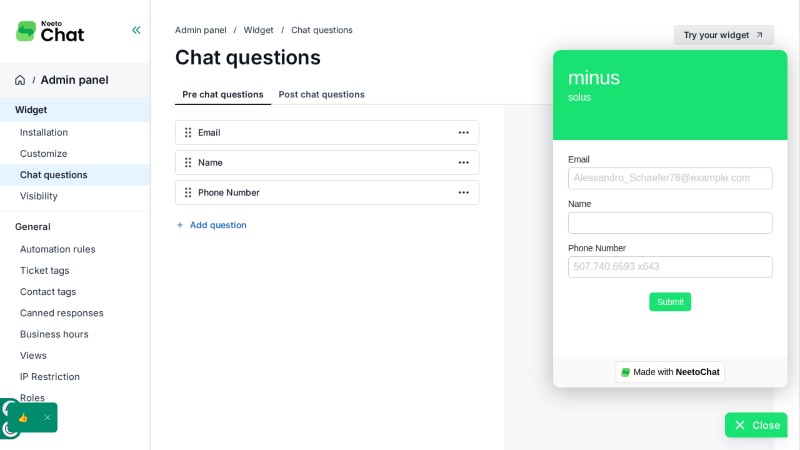 Neeto
Chat
/ Admin panel
Widget
Installation
Customize
Chat questions
Visibility
General
Automation rules
Ticket tags
Contact tags
Canned responses
Business hours
Views
IP Restriction
Roles
👍
Admin panel / Widget / Chat questions
Chat questions
Try your widget
Pre chat questions
Post chat questions
Email
Name
Phone Number
+ Add question
minus
solus
Email
Alessandro_Schaefer76@example.com
Name
Phone Number
507.740.6593 x643
Submit
Made with NeetoChat
Close